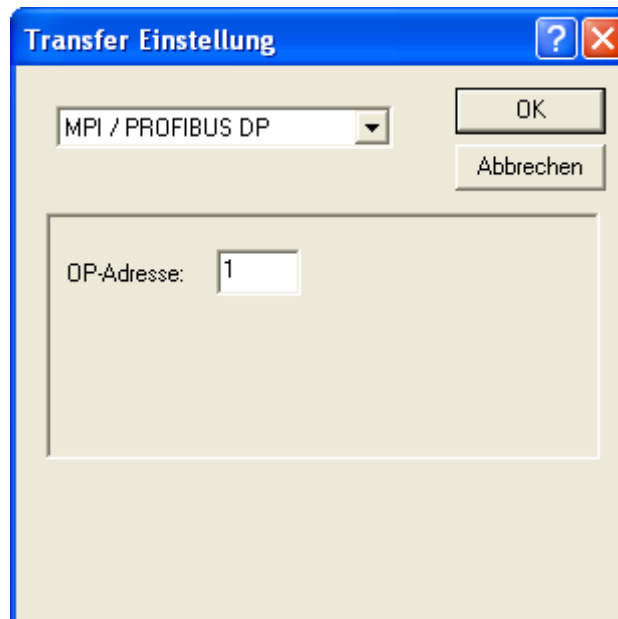 Transfer Einstellung
MPI / PROFIBUS DP
OK
Abbrechen
OP-Adresse: 1